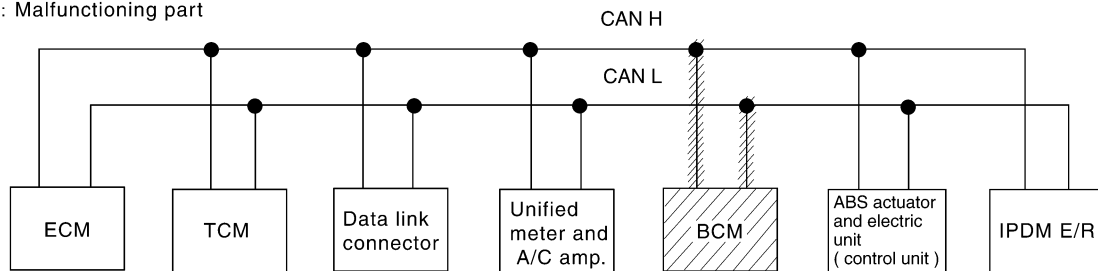 : Malfunctioning part
CAN H
CAN L
ECM
TCM
Data link
connector
Unified
meter and
A/C amp.
BCM
ABS actuator
and electric
unit
( control unit )
IPDM E/R